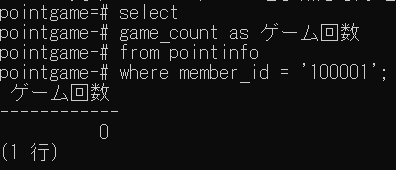 pointgame=# select
pointgame-# game_count as ゲーム回数
pointgame-# from pointinfo
pointgame-# where member_id = '100001';
 ゲーム回数
------------
          0
(1 行)